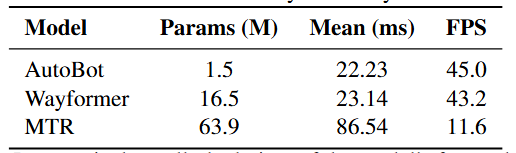 Model Params (M) Mean (ms) FPS
AutoBot 1.5 22.23 45.0
Wayformer 16.5 23.14 43.2
MTR 63.9 86.54 11.6